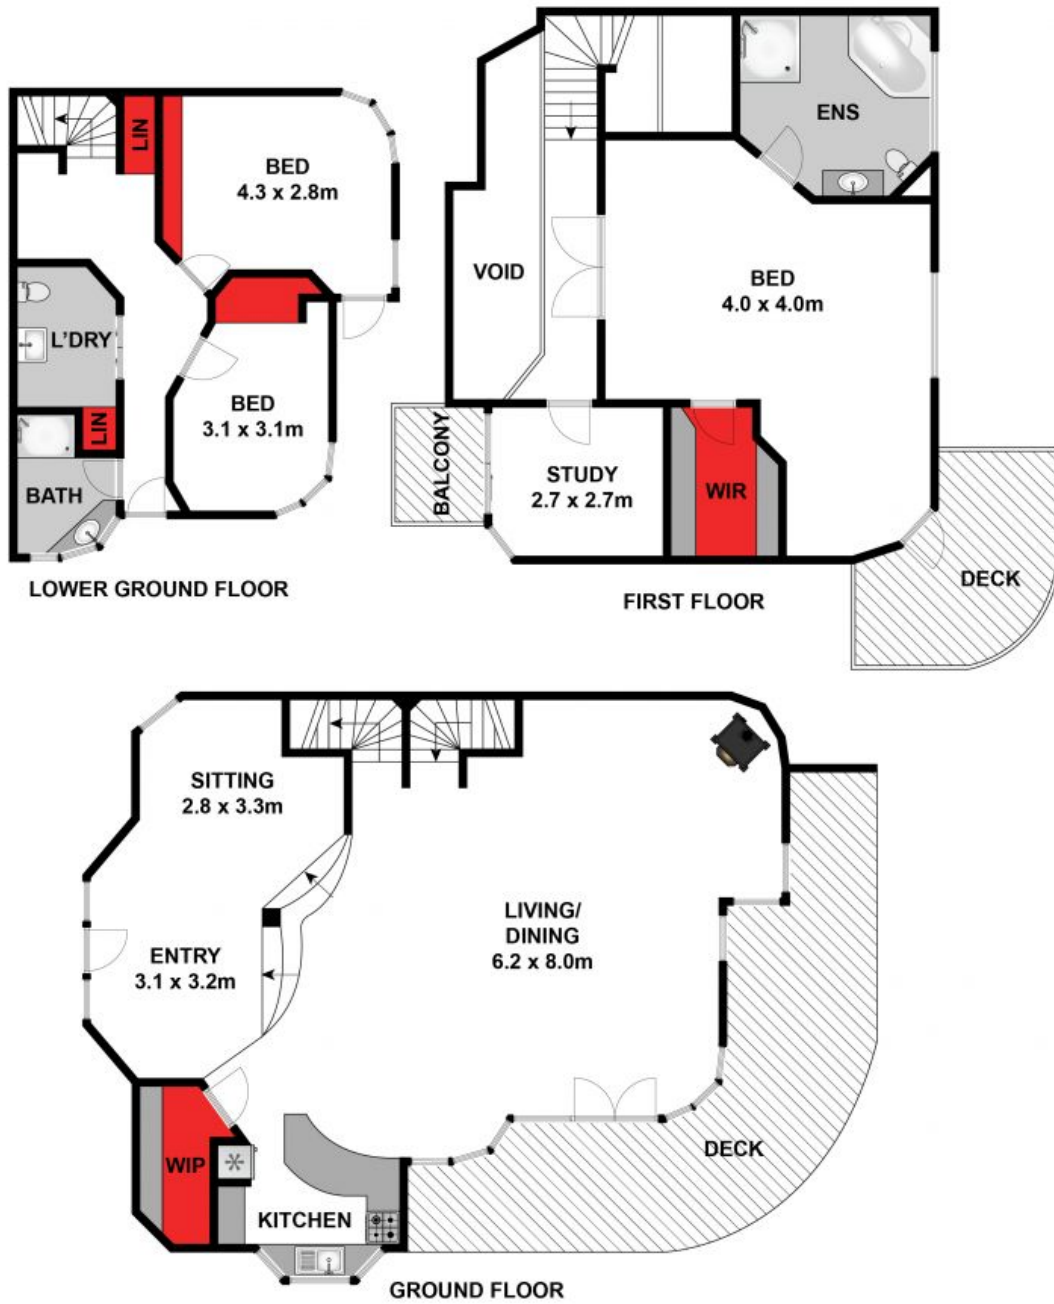 LIN
BED
4.3 x 2.8m
L'DRY
BED
3.1 x 3.1m
LIN
BATH
LOWER GROUND FLOOR
ENS
VOID
BED
4.0 x 4.0m
BALCONY
STUDY
2.7 x 2.7m
WIR
DECK
FIRST FLOOR
SITTING
2.8 x 3.3m
LIVING/
DINING
6.2 x 8.0m
ENTRY
3.1 x 3.2m
WIP
DECK
KITCHEN
GROUND FLOOR